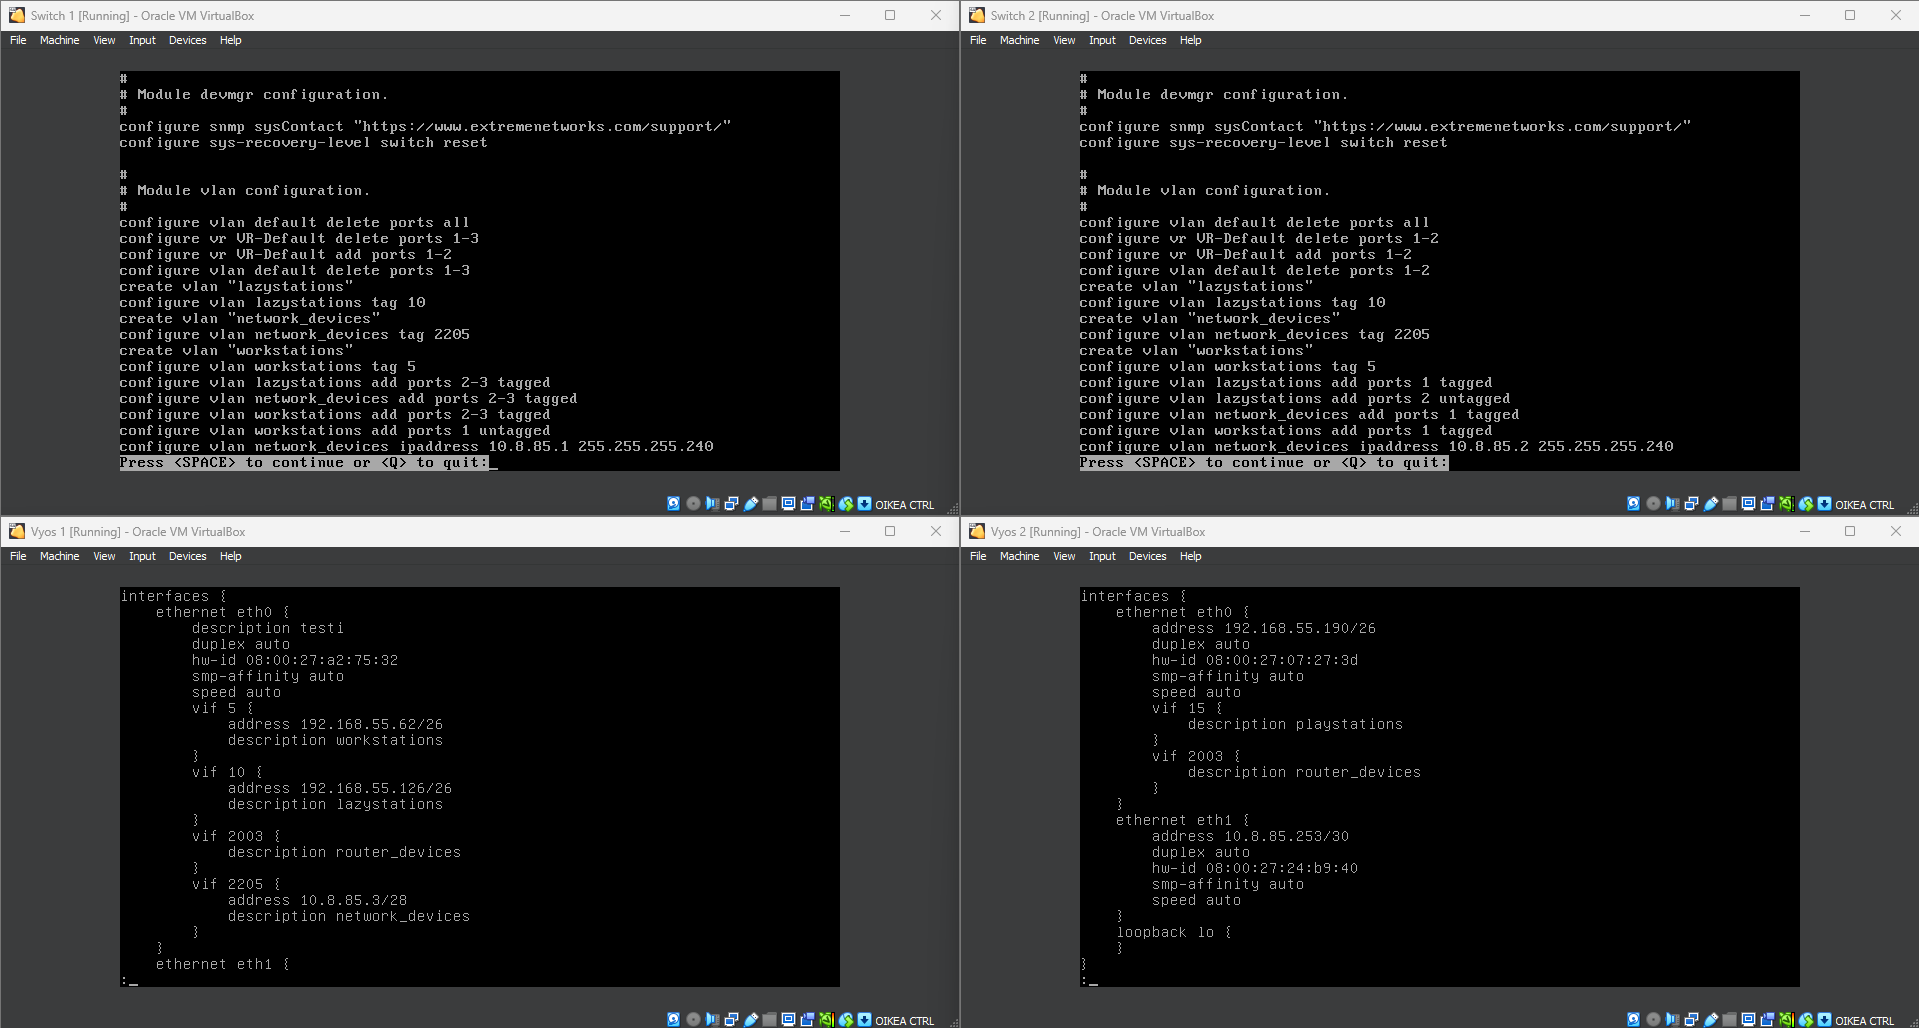 Switch 1 [Running] - Oracle VM VirtualBox
File Machine View Input Devices Help
#
# Module devmgr configuration.
#
configure snmp sysContact "https://www.extremenetworks.com/support/"
configure sys-recovery-level switch reset
#
# Module vlan configuration.
#
configure vlan default delete ports all
configure vr VR-Default delete ports 1-3
configure vr VR-Default add ports 1-2
configure vlan default delete ports 1-3
create vlan "lazystations"
configure vlan lazystations tag 10
create vlan "network_devices"
configure vlan network_devices tag 2205
create vlan "workstations"
configure vlan workstations tag 5
configure vlan lazystations add ports 2-3 tagged
configure vlan network_devices add ports 2-3 tagged
configure vlan workstations add ports 2-3 tagged
configure vlan workstations add ports 1 untagged
configure vlan network_devices ipaddress 10.8.85.1 255.255.255.240
Press <SPACE> to continue or <Q> to quit:_
OIKEA CTRL
Switch 2 [Running] - Oracle VM VirtualBox
File Machine View Input Devices Help
#
# Module devmgr configuration.
#
configure snmp sysContact "https://www.extremenetworks.com/support/"
configure sys-recovery-level switch reset
#
# Module vlan configuration.
#
configure vlan default delete ports all
configure vr VR-Default delete ports 1-2
configure vr VR-Default add ports 1-2
configure vlan default delete ports 1-2
create vlan "lazystations"
configure vlan lazystations tag 10
create vlan "network_devices"
configure vlan network_devices tag 2205
create vlan "workstations"
configure vlan workstations tag 5
configure vlan lazystations add ports 1 tagged
configure vlan lazystations add ports 2 untagged
configure vlan network_devices add ports 1 tagged
configure vlan workstations add ports 1 tagged
configure vlan network_devices ipaddress 10.8.85.2 255.255.255.240
Press <SPACE> to continue or <Q> to quit:
OIKEA CTRL
Vyos 1 [Running] - Oracle VM VirtualBox
File Machine View Input Devices Help
interfaces {
ethernet eth0 {
description testi
duplex auto
hw-id 08:00:27:a2:75:32
smp-affinity auto
speed auto
vif 5 {
address 192.168.55.62/26
description workstations
}
vif 10 {
address 192.168.55.126/26
description lazystations
}
vif 2003 {
description router_devices
}
vif 2205 {
address 10.8.85.3/28
description network_devices
}
}
ethernet eth1 {
:_
OIKEA CTRL
Vyos 2 [Running] - Oracle VM VirtualBox
File Machine View Input Devices Help
interfaces {
ethernet eth0 {
address 192.168.55.190/26
duplex auto
hw-id 08:00:27:07:27:3d
smp-affinity auto
speed auto
vif 15 {
description playstations
}
vif 2003 {
description router_devices
}
}
ethernet eth1 {
address 10.8.85.253/30
duplex auto
hw-id 08:00:27:24:b9:40
smp-affinity auto
speed auto
}
loopback lo {
}
}
:_
OIKEA CTRL